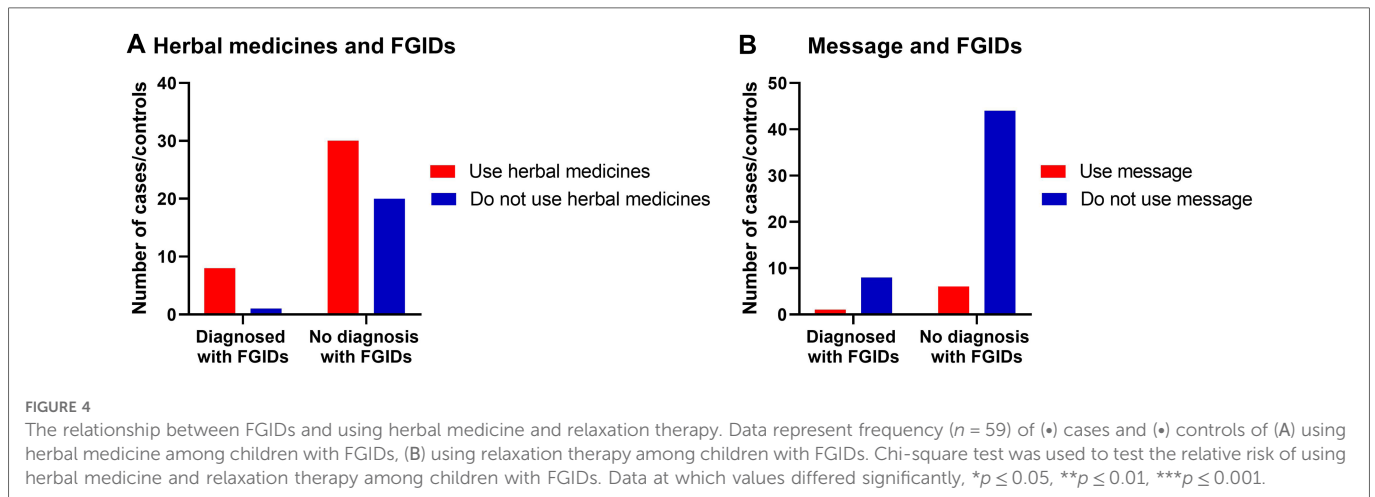 A Herbal medicines and FGIDs
Number of cases/controls
40
30
20
10
0
Diagnosed with FGIDs
No diagnosis with FGIDs
Use herbal medicines
Do not use herbal medicines
B Message and FGIDs
Number of cases/controls
50
40
30
20
10
0
Diagnosed with FGIDs
No diagnosis with FGIDs
Use message
Do not use message
FIGURE 4
The relationship between FGIDs and using herbal medicine and relaxation therapy. Data represent frequency (n = 59) of (•) cases and (•) controls of (A) using
herbal medicine among children with FGIDs, (B) using relaxation therapy among children with FGIDs. Chi-square test was used to test the relative risk of using
herbal medicine and relaxation therapy among children with FGIDs. Data at which values differed significantly, *p ≤ 0.05, **p ≤ 0.01, ***p ≤ 0.001.